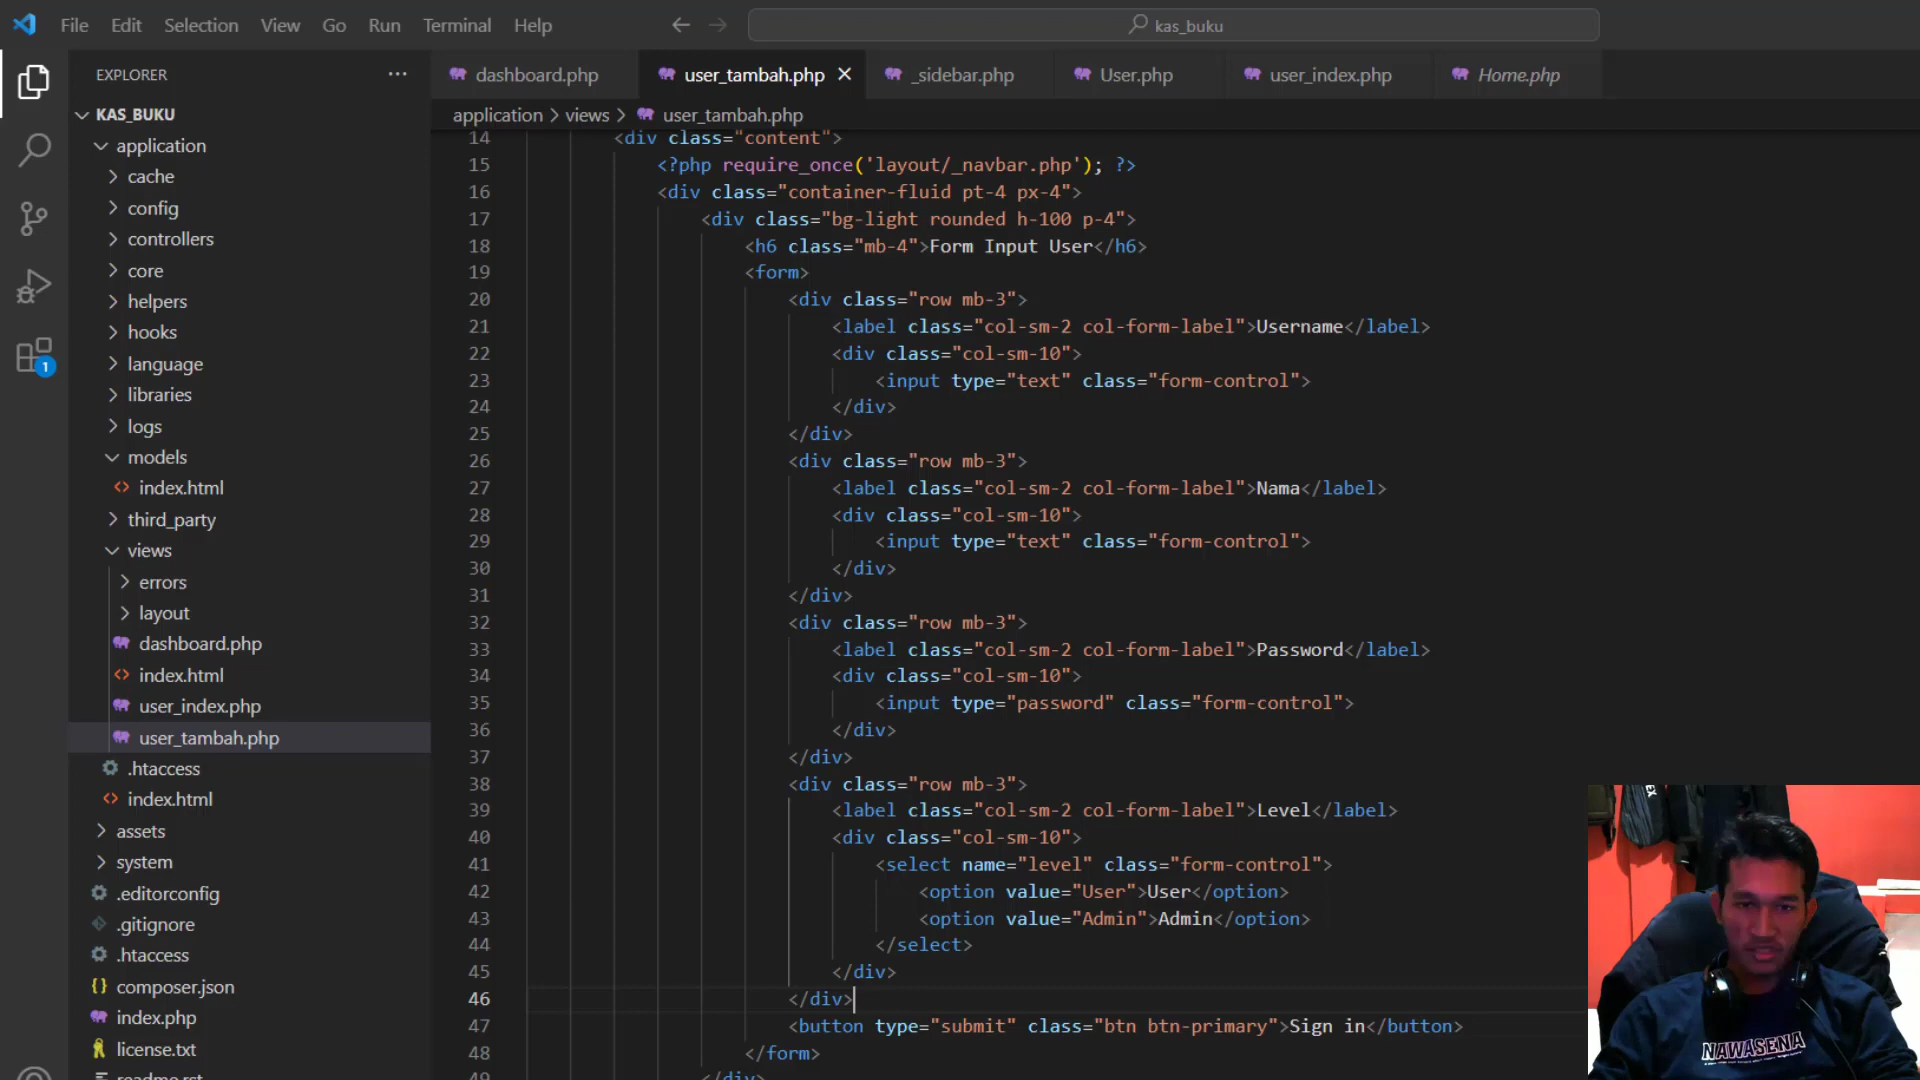 File Edit Selection View Go Run Terminal Help
kas_buku
EXPLORER ···
dashboard.php user_tambah.php _sidebar.php User.php user_index.php Home.php
application > views > user_tambah.php
KAS_BUKU
application
cache
config
controllers
core
helpers
hooks
language
libraries
logs
models
index.html
third_party
views
errors
layout
dashboard.php
index.html
user_index.php
user_tambah.php
.htaccess
index.html
assets
system
.editorconfig
.gitignore
.htaccess
composer.json
index.php
license.txt
readme.rst
1
14 <div class="content">
15 <?php require_once('layout/_navbar.php'); ?>
16 <div class="container-fluid pt-4 px-4">
17 <div class="bg-light rounded h-100 p-4">
18 <h6 class="mb-4">Form Input User</h6>
19 <form>
20 <div class="row mb-3">
21 <label class="col-sm-2 col-form-label">Username</label>
22 <div class="col-sm-10">
23 <input type="text" class="form-control">
24 </div>
25 </div>
26 <div class="row mb-3">
27 <label class="col-sm-2 col-form-label">Nama</label>
28 <div class="col-sm-10">
29 <input type="text" class="form-control">
30 </div>
31 </div>
32 <div class="row mb-3">
33 <label class="col-sm-2 col-form-label">Password</label>
34 <div class="col-sm-10">
35 <input type="password" class="form-control">
36 </div>
37 </div>
38 <div class="row mb-3">
39 <label class="col-sm-2 col-form-label">Level</label>
40 <div class="col-sm-10">
41 <select name="level" class="form-control">
42 <option value="User">User</option>
43 <option value="Admin">Admin</option>
44 </select>
45 </div>
46 </div>
47 <button type="submit" class="btn btn-primary">Sign in</button>
48 </form>
49 </div>
NAWASENA